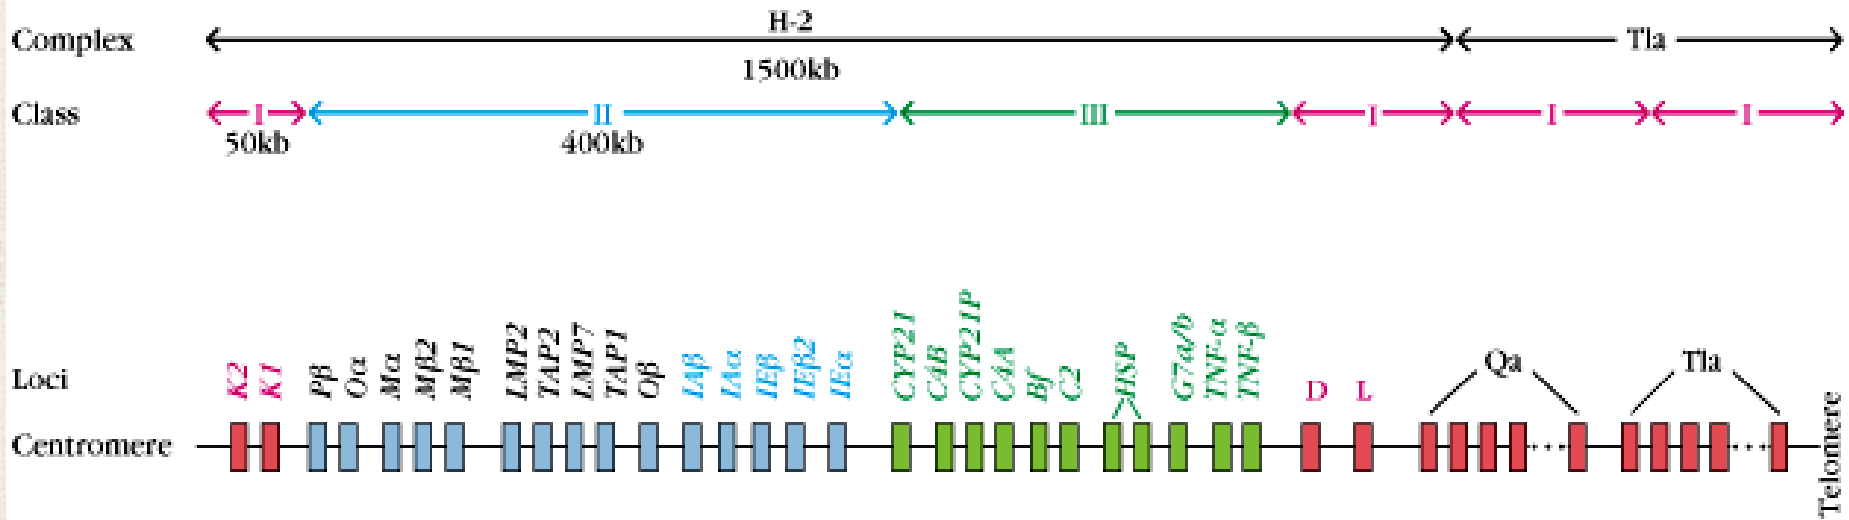 Complex H-2 Tla
1500kb
Class I II III I I I
50kb 400kb
Loci K2 K1 Pβ Oα Mα Mβ2 Mβ1 LMP2 TAP2 LMP7 TAP1 Oβ IAβ IAα IEβ IEβ2 IEα CYP21 C4B CYP21P C4A Bf C2 HSP G7a/b TNF-α TNF-β D L Qa Tla
Centromere Telomere